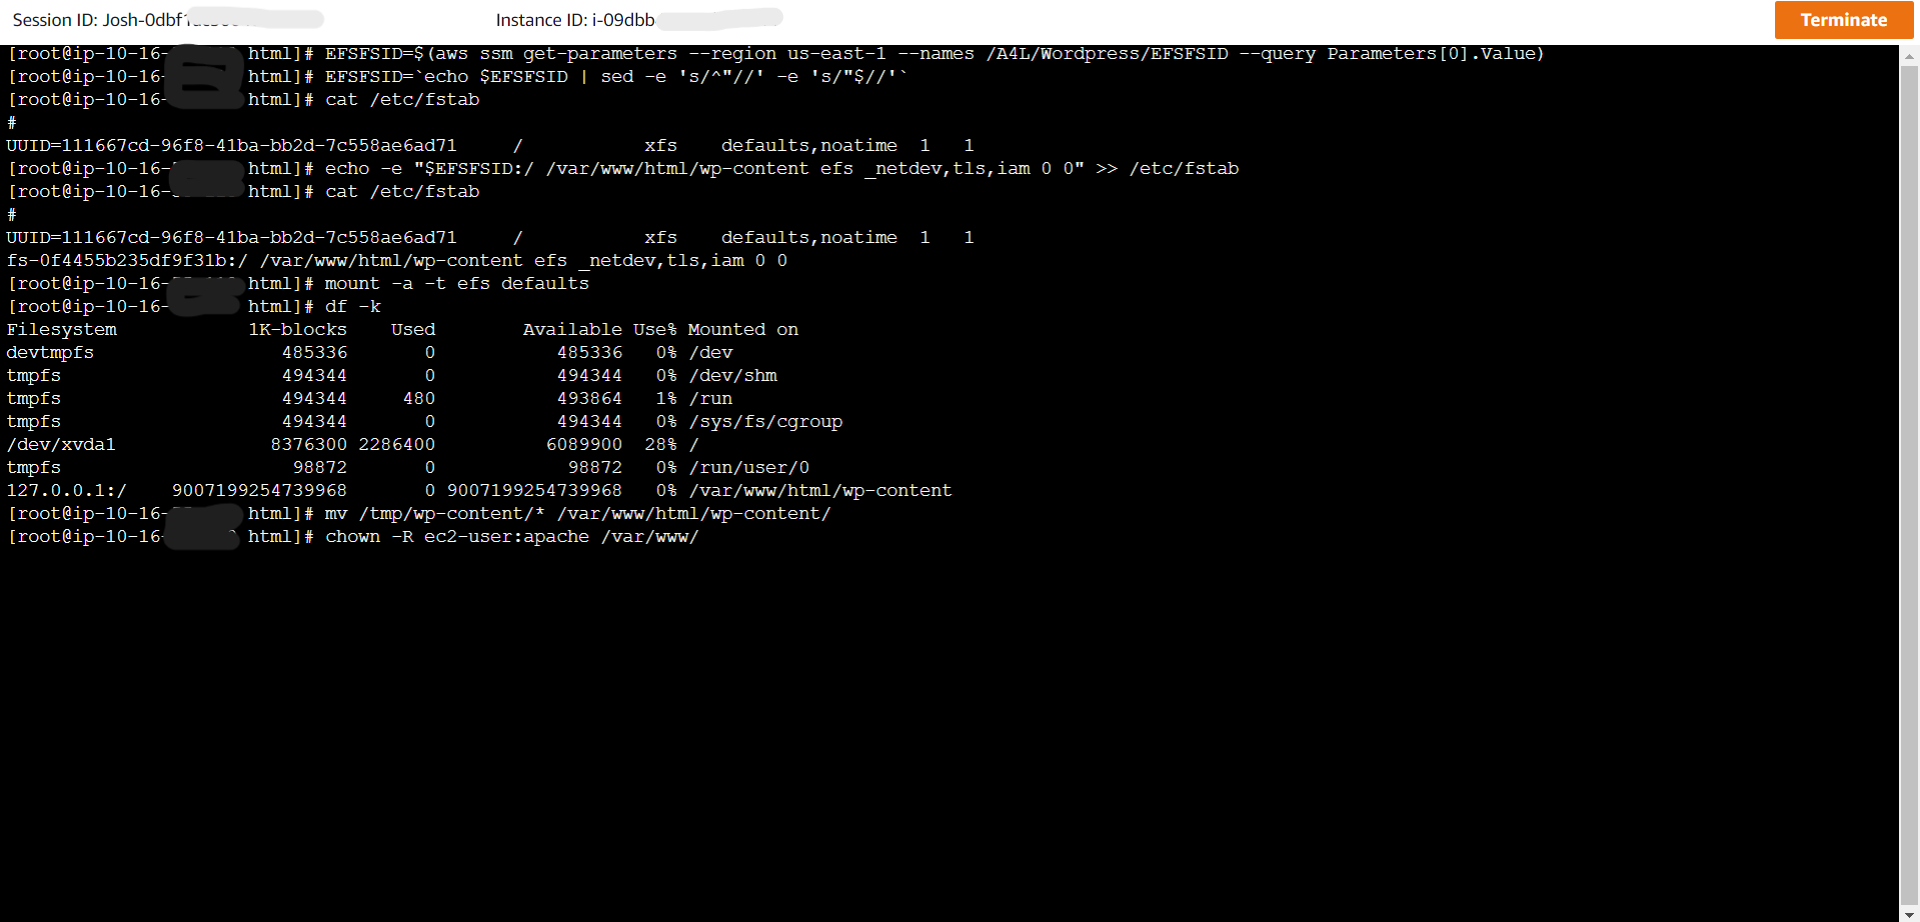 Session ID: Josh-0dbf Instance ID: i-09dbb Terminate
[root@ip-10-16- html]# EFSFSID=$(aws ssm get-parameters --region us-east-1 --names /A4L/Wordpress/EFSFSID --query Parameters[0].Value)
[root@ip-10-16- html]# EFSFSID=`echo $EFSFSID | sed -e 's/^"//' -e 's/"$//'`
[root@ip-10-16- html]# cat /etc/fstab
#
UUID=111667cd-96f8-41ba-bb2d-7c558ae6ad71 / xfs defaults,noatime 1 1
[root@ip-10-16- html]# echo -e "$EFSFSID:/ /var/www/html/wp-content efs _netdev,tls,iam 0 0" >> /etc/fstab
[root@ip-10-16- html]# cat /etc/fstab
#
UUID=111667cd-96f8-41ba-bb2d-7c558ae6ad71 / xfs defaults,noatime 1 1
fs-0f4455b235df9f31b:/ /var/www/html/wp-content efs _netdev,tls,iam 0 0
[root@ip-10-16- html]# mount -a -t efs defaults
[root@ip-10-16- html]# df -k
Filesystem 1K-blocks Used Available Use% Mounted on
devtmpfs 485336 0 485336 0% /dev
tmpfs 494344 0 494344 0% /dev/shm
tmpfs 494344 480 493864 1% /run
tmpfs 494344 0 494344 0% /sys/fs/cgroup
/dev/xvda1 8376300 2286400 6089900 28% /
tmpfs 98872 0 98872 0% /run/user/0
127.0.0.1:/ 9007199254739968 0 9007199254739968 0% /var/www/html/wp-content
[root@ip-10-16- html]# mv /tmp/wp-content/* /var/www/html/wp-content/
[root@ip-10-16- html]# chown -R ec2-user:apache /var/www/